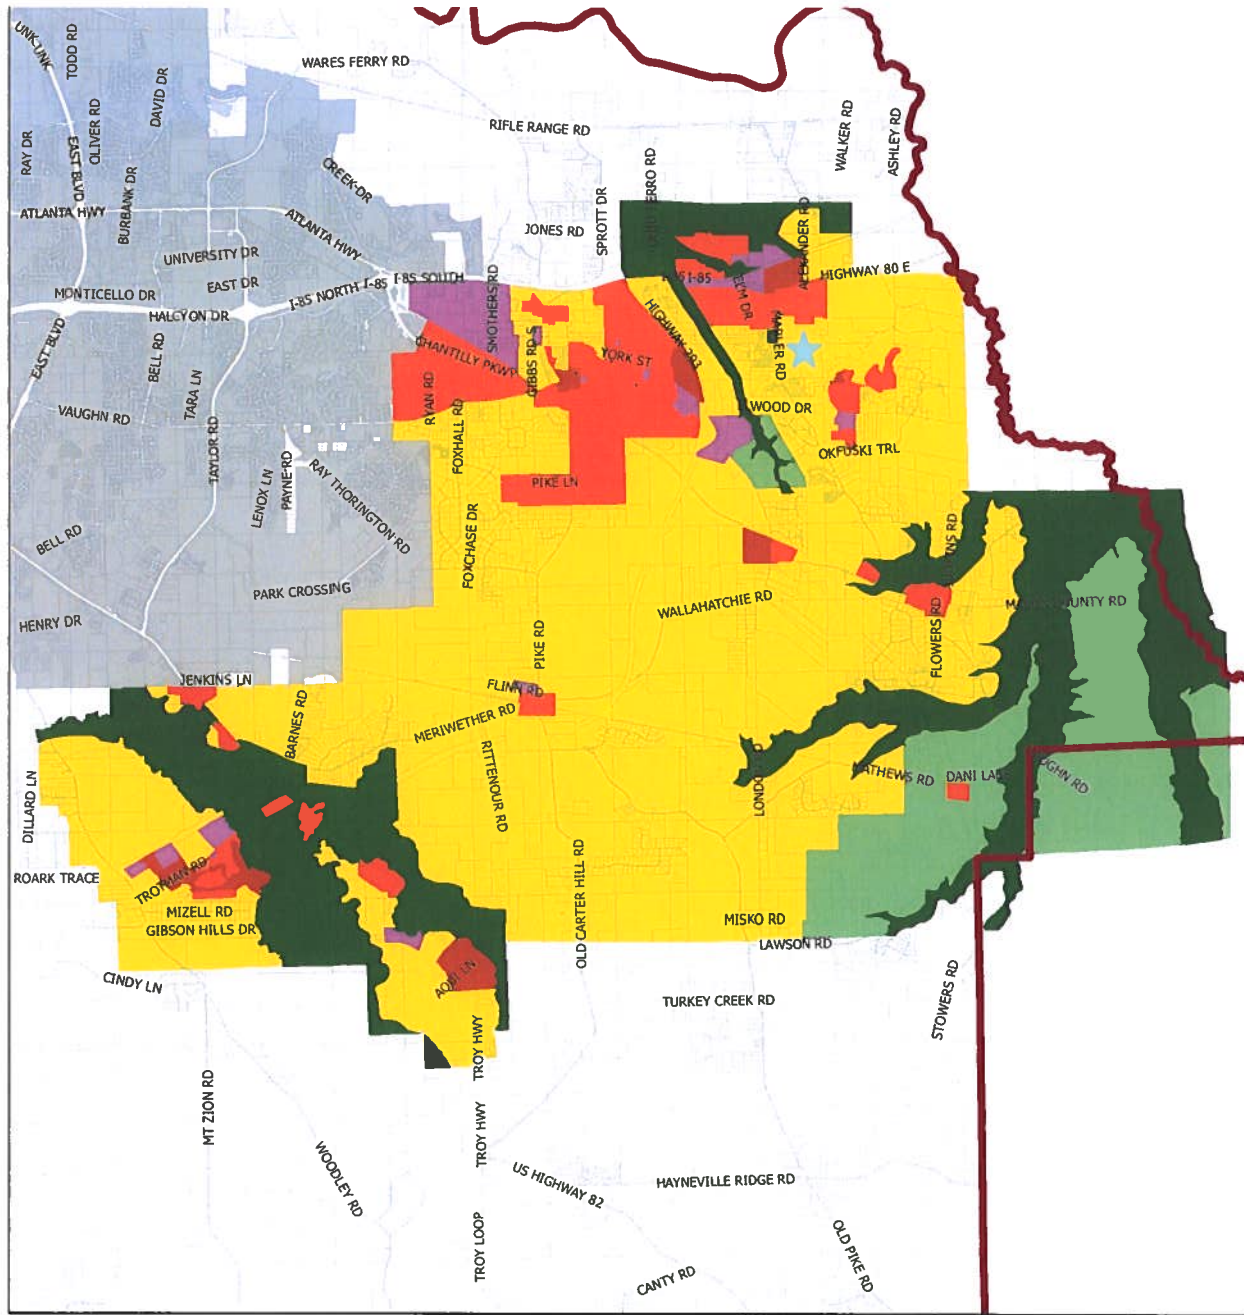 UNK UNK
TODD RD
WARES FERRY RD
DAVID DR
OLIVER RD
RAY DR
EAST BLVD
BURBANK DR
RIFLE RANGE RD
WALKER RD
ASHLEY RD
CREEK DR
SPROTT DR
ATLANTA HWY
ATLANTA HWY
JONES RD
ALEXANDER RD
UNIVERSITY DR
EAST DR
MONTICELLO DR
HALCYON DR
I-85 NORTH I-85 I-85 SOUTH
I-85
HIGHWAY 80 E
ELM DR
SMOTHERS RD
HIGHWAY 293
MARLER RD
EAST BLVD
BELL RD
CHANTILLY PKWY
GIBBS RD S
YORK ST
TARA LN
RYAN RD
VAUGHN RD
TAYLOR RD
FOXHALL RD
WOOD DR
OKFUSKI TRL
LENOX LN
PAYNE RD
RAY THORINGTON RD
PIKE LN
BELL RD
FOXCHASE DR
PARK CROSSING
WALLAHATCHIE RD
FLOWERS RD
HENRY DR
PIKE RD
JENKINS LN
FLINN RD
BARNES RD
MERIWETHER RD
RITTENOUR RD
DILLARD LN
MATHEWS RD
DANI LA
ROARK TRACE
TROTMAN RD
OLD CARTER HILL RD
MIZELL RD
GIBSON HILLS DR
MISKO RD
LAWSON RD
CINDY LN
TURKEY CREEK RD
STOWERS RD
TROY HWY
MT ZION RD
TROY HWY
WOODLEY RD
US HIGHWAY 82
HAYNEVILLE RIDGE RD
TROY LOOP
CANTY RD
OLD PIKE RD